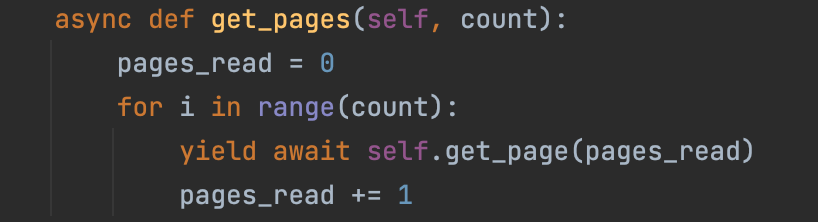 async def get_pages(self, count):
    pages_read = 0
    for i in range(count):
        yield await self.get_page(pages_read)
        pages_read += 1